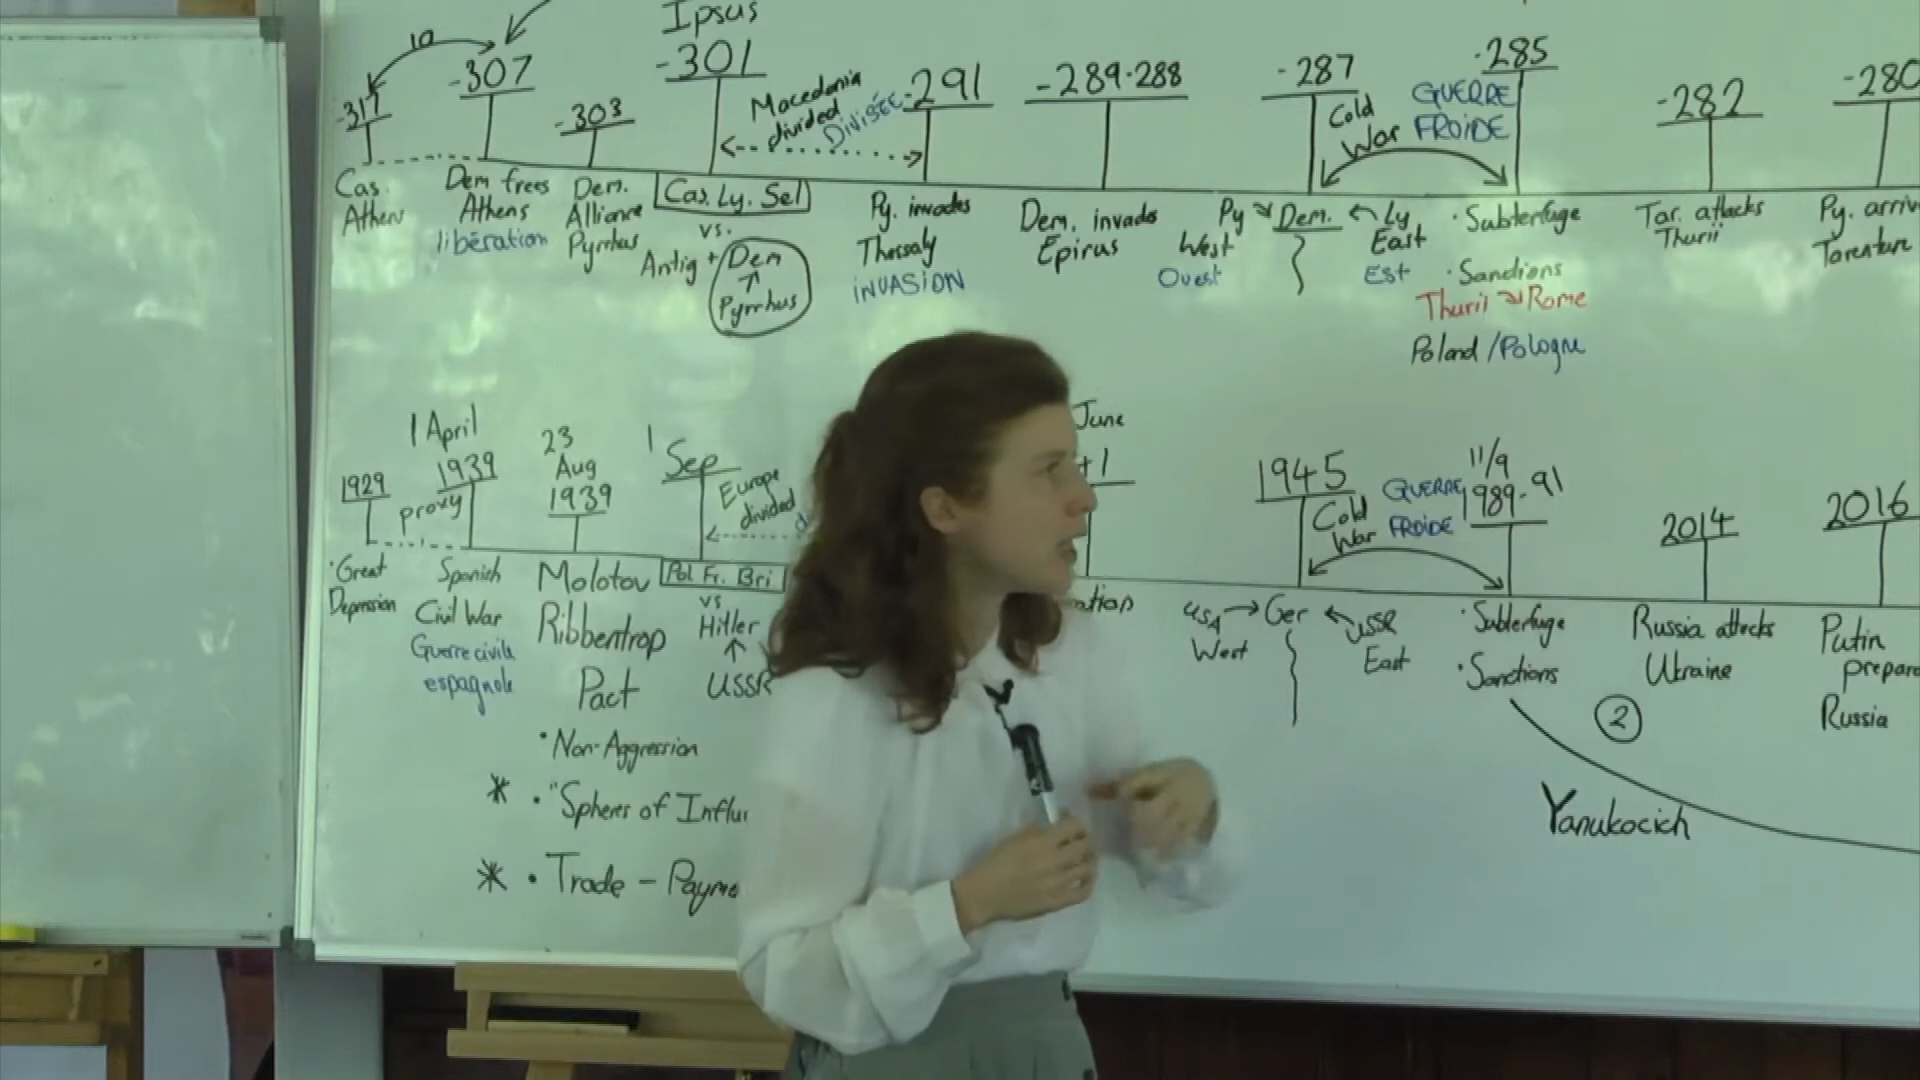 Ipsus
10
-317
-307
-303
-301
Macedonia
divided
DIVISÉE
-291
-289-288
-287
Cold
War
GUERRE
FROIDE
-285
-282
-280
Cas.
Athens
Dem frees
Athens
libération
Dem.
Alliance
Pyrrhus
Cas. Ly. Sel
vs.
Antig + Dem
Pyrrhus
Py. invades
Thessaly
INVASION
Dem. invades
Epirus
Py
West
Ouest
Dem.
Ly
East
Est
· Subterfuge
· Sanctions
Thurii Rome
Poland / Pologne
Tar. attacks
Thurii
Py. arriv
Tarentum
1929
proxy
1 April
1939
23
Aug
1939
1 Sep
Europe
divided
June
+1
1945
Cold
War
GUERRE
FROIDE
11/9
1989-91
2014
2016
· Great
Depression
Spanish
Civil War
Guerre civile
espagnole
Molotov
Ribbentrop
Pact
· Non-Aggression
* · "Spheres of Influ
* · Trade - Payme
Pol Fr. Bri
vs
Hitler
USSR
ation
USA
West
Ger
USSR
East
· Subterfuge
· Sanctions
Russia attacks
Ukraine
Putin
prepare
Russia
2
Yanukocich